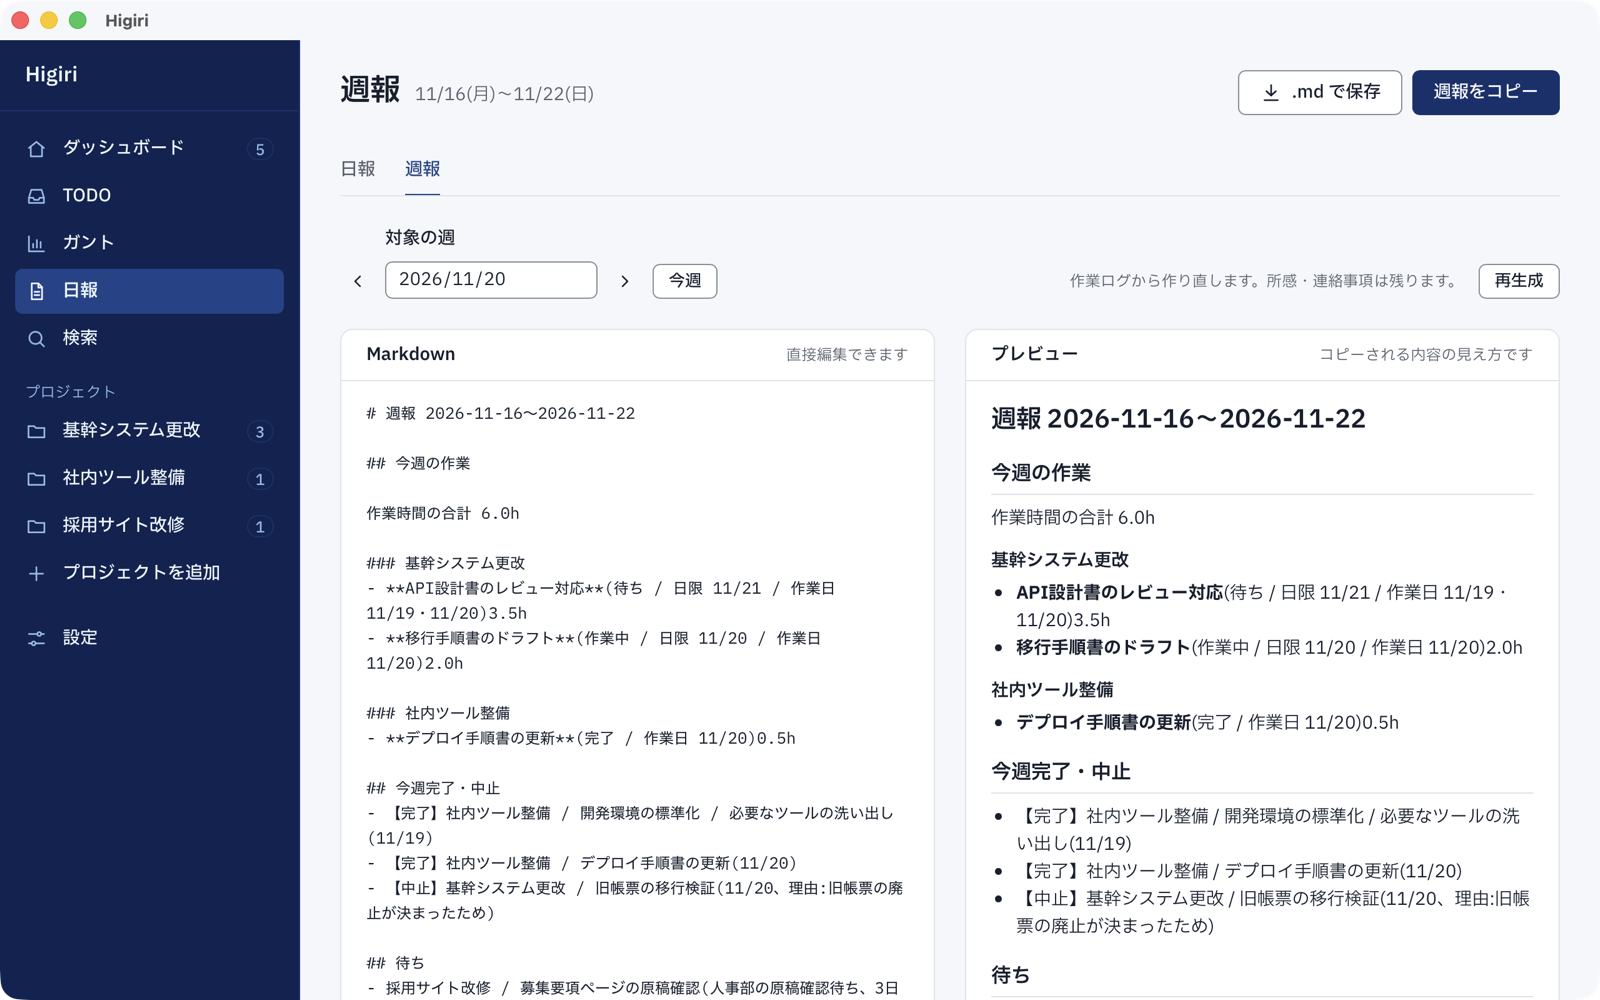 Higiri
Higiri
ダッシュボード 5
TODO
ガント
日報
検索
プロジェクト
基幹システム更改 3
社内ツール整備 1
採用サイト改修 1
プロジェクトを追加
設定
週報 11/16(月)〜11/22(日)
.md で保存
週報をコピー
日報 週報
対象の週
2026/11/20
今週
作業ログから作り直します。所感・連絡事項は残ります。
再生成
Markdown 直接編集できます
# 週報 2026-11-16〜2026-11-22
## 今週の作業
作業時間の合計 6.0h
### 基幹システム更改
- **API設計書のレビュー対応**(待ち / 日限 11/21 / 作業日
11/19・11/20)3.5h
- **移行手順書のドラフト**(作業中 / 日限 11/20 / 作業日
11/20)2.0h
### 社内ツール整備
- **デプロイ手順書の更新**(完了 / 作業日 11/20)0.5h
## 今週完了・中止
- 【完了】社内ツール整備 / 開発環境の標準化 / 必要なツールの洗い出し
(11/19)
- 【完了】社内ツール整備 / デプロイ手順書の更新(11/20)
- 【中止】基幹システム更改 / 旧帳票の移行検証(11/20、理由:旧帳票の廃
止が決まったため)
## 待ち
- 採用サイト改修 / 募集要項ページの原稿確認(人事部の原稿確認待ち、3日
プレビュー コピーされる内容の見え方です
週報 2026-11-16〜2026-11-22
今週の作業
作業時間の合計 6.0h
基幹システム更改
• API設計書のレビュー対応(待ち / 日限 11/21 / 作業日 11/19・
11/20)3.5h
• 移行手順書のドラフト(作業中 / 日限 11/20 / 作業日 11/20)2.0h
社内ツール整備
• デプロイ手順書の更新(完了 / 作業日 11/20)0.5h
今週完了・中止
• 【完了】社内ツール整備 / 開発環境の標準化 / 必要なツールの洗
い出し(11/19)
• 【完了】社内ツール整備 / デプロイ手順書の更新(11/20)
• 【中止】基幹システム更改 / 旧帳票の移行検証(11/20、理由:旧帳
票の廃止が決まったため)
待ち